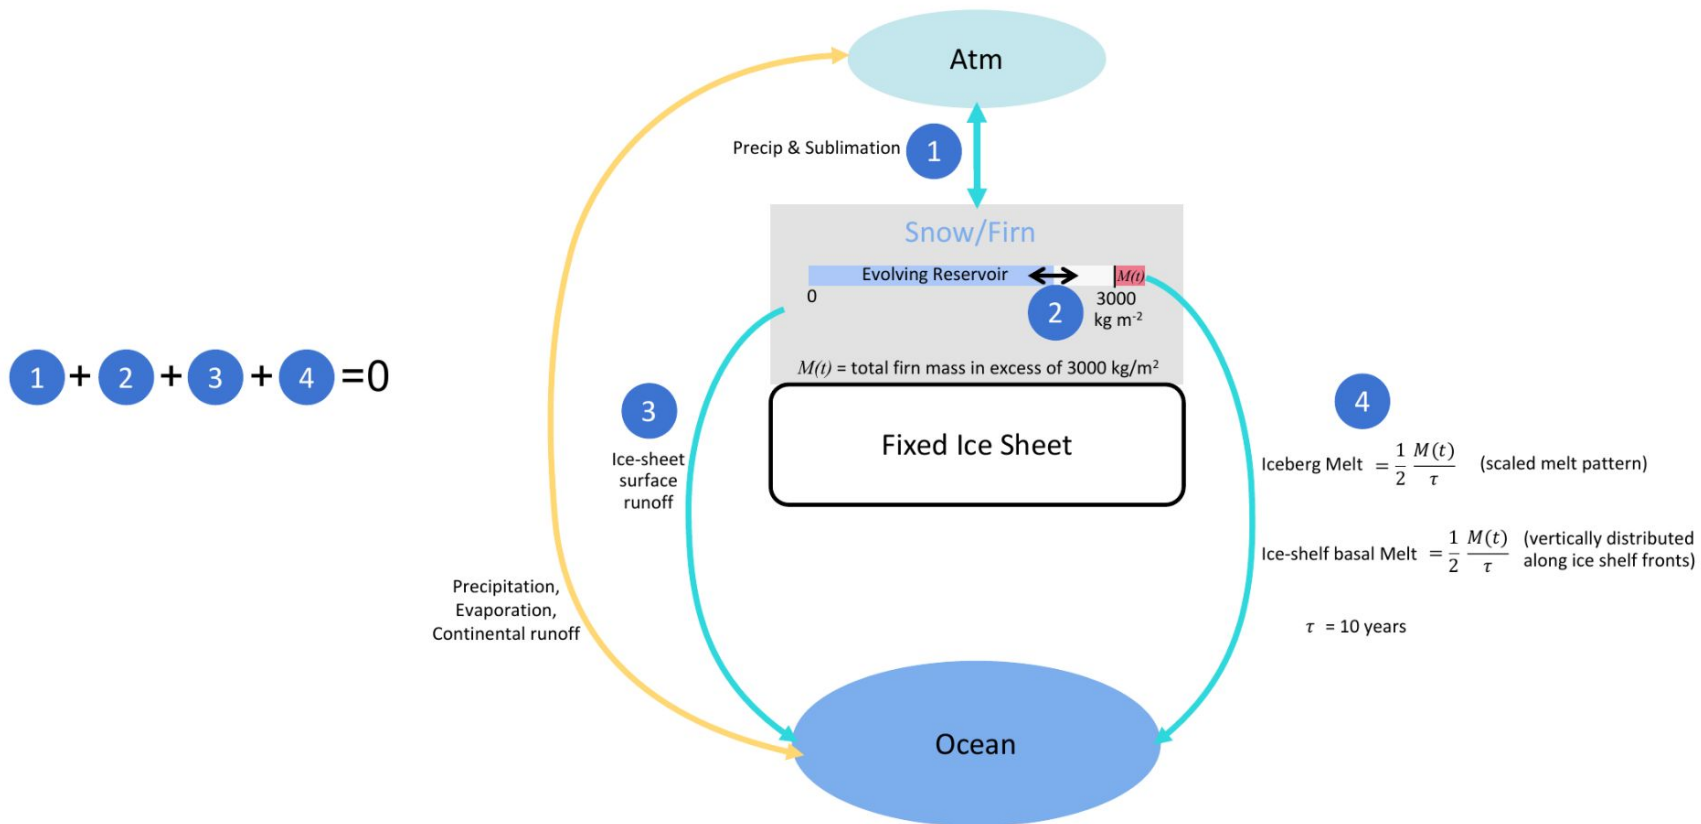 Atm
Precip & Sublimation
1
Snow/Firn
Evolving Reservoir
M(t)
0
2
3000
kg m⁻²
M(t) = total firn mass in excess of 3000 kg/m²
1 + 2 + 3 + 4 =0
3
Ice-sheet
surface
runoff
Fixed Ice Sheet
4
Iceberg Melt = 1/2 M(t)/τ (scaled melt pattern)
Ice-shelf basal Melt = 1/2 M(t)/τ (vertically distributed
along ice shelf fronts)
τ = 10 years
Precipitation,
Evaporation,
Continental runoff
Ocean